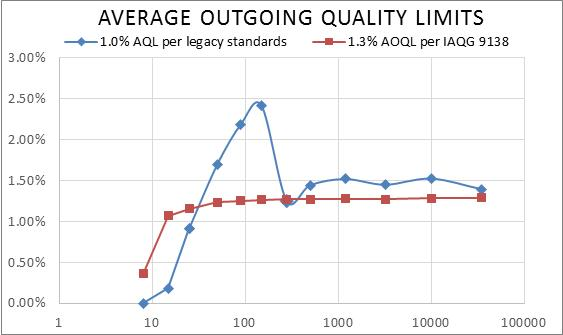 AVERAGE OUTGOING QUALITY LIMITS
1.0% AQL per legacy standards 1.3% AOQL per IAQG 9138
3.00%
2.50%
2.00%
1.50%
1.00%
0.50%
0.00%
1 10 100 1000 10000 100000